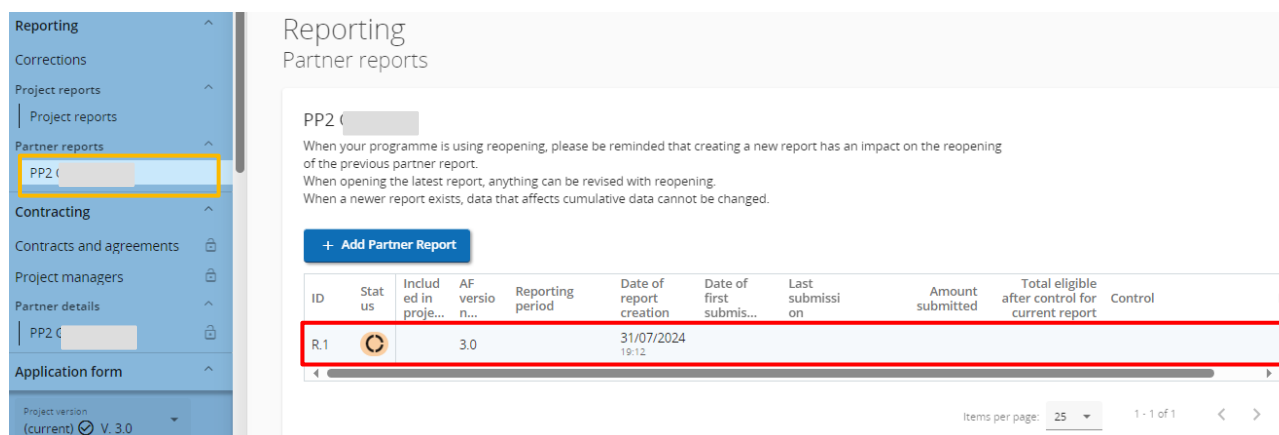 Reporting
Corrections
Project reports
Project reports
Partner reports
PP2
Contracting
Contracts and agreements
Project managers
Partner details
PP2
Application form
Project version
(current) V. 3.0
Reporting
Partner reports
PP2
When your programme is using reopening, please be reminded that creating a new report has an impact on the reopening
of the previous partner report.
When opening the latest report, anything can be revised with reopening.
When a newer report exists, data that affects cumulative data cannot be changed.
+ Add Partner Report
ID Stat Includ AF Reporting Date of Date of Last Amount Total eligible Control
us ed in versio period report first submissi submitted after control for
proje... n... creation submis... on current report
R.1 3.0 31/07/2024
19:12
Items per page: 25 1 - 1 of 1